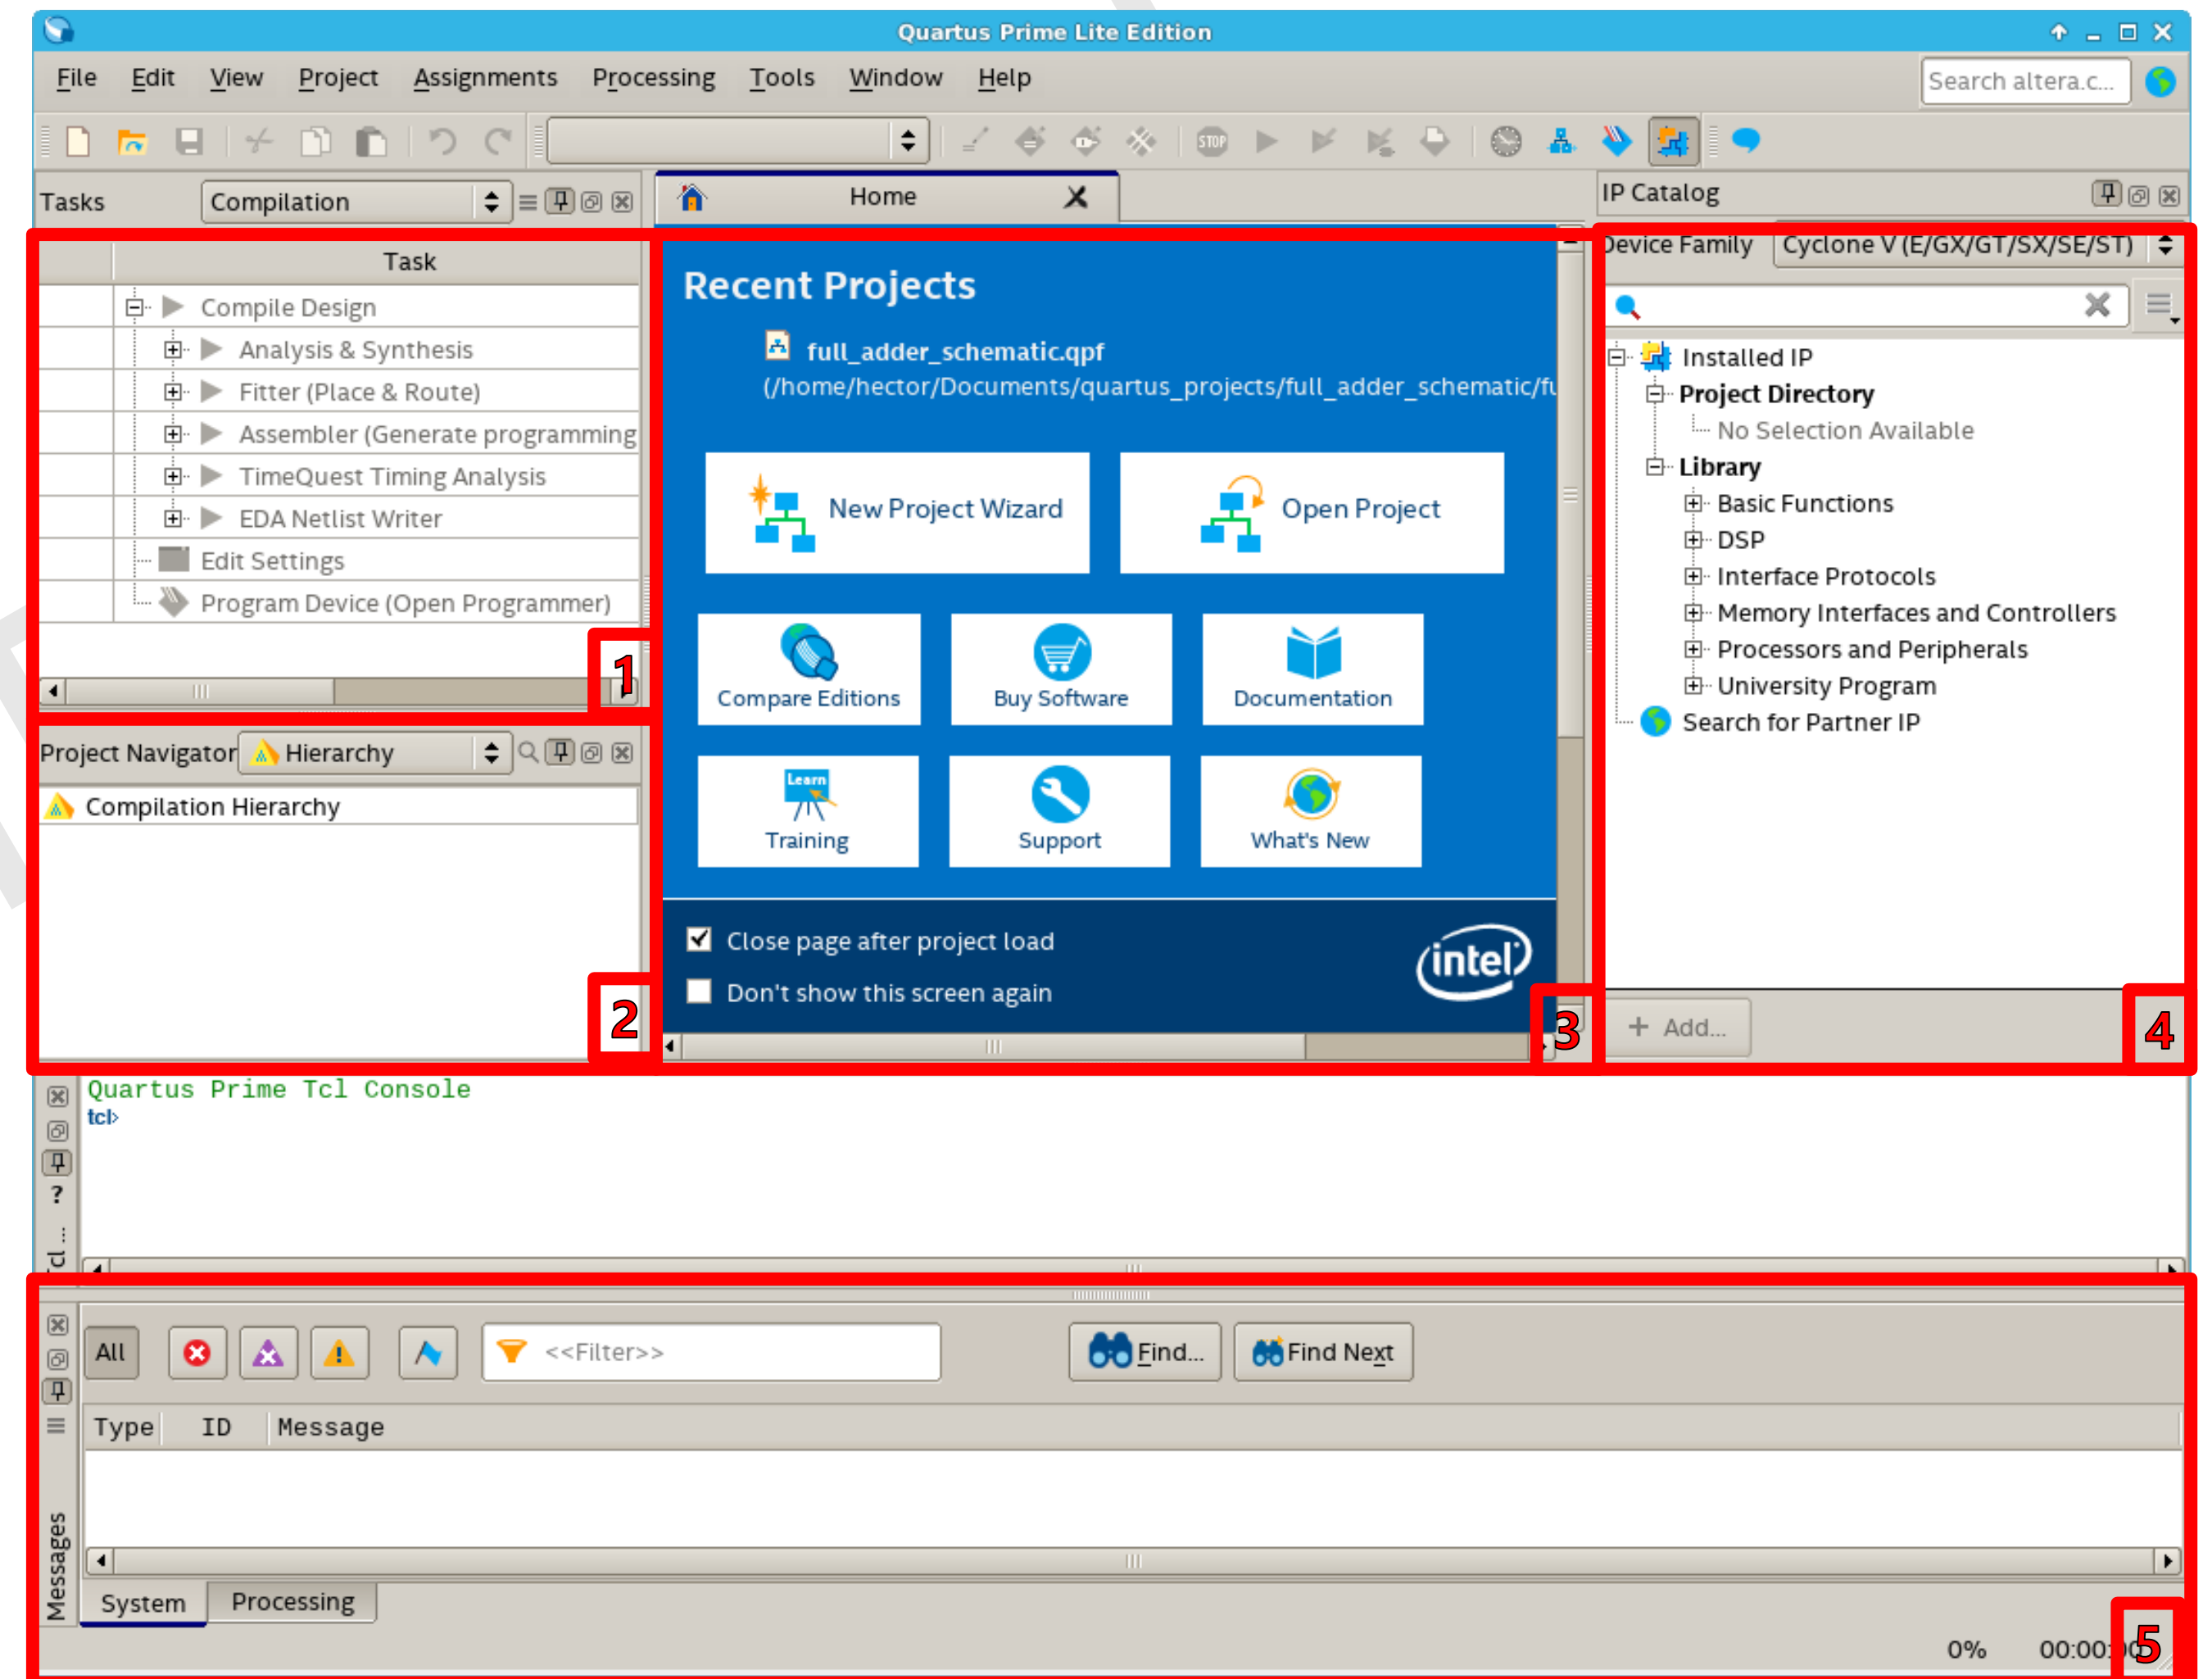 Quartus Prime Lite Edition
File Edit View Project Assignments Processing Tools Window Help
Search altera.c...
STOP
Tasks Compilation
Home
IP Catalog
Task
Compile Design
Analysis & Synthesis
Fitter (Place & Route)
Assembler (Generate programming
TimeQuest Timing Analysis
EDA Netlist Writer
Edit Settings
Program Device (Open Programmer)
1
Project Navigator Hierarchy
Compilation Hierarchy
2
Recent Projects
full_adder_schematic.qpf
(/home/hector/Documents/quartus_projects/full_adder_schematic/fu
New Project Wizard
Open Project
Compare Editions
Buy Software
Documentation
Learn
Training
Support
What's New
Close page after project load
Don't show this screen again
intel
3
Device Family Cyclone V (E/GX/GT/SX/SE/ST)
Installed IP
Project Directory
No Selection Available
Library
Basic Functions
DSP
Interface Protocols
Memory Interfaces and Controllers
Processors and Peripherals
University Program
Search for Partner IP
+ Add...
4
Quartus Prime Tcl Console
tcl>
?
All
<<Filter>>
Find...
Find Next
Type ID Message
Messages
System Processing
0% 00:00:
5